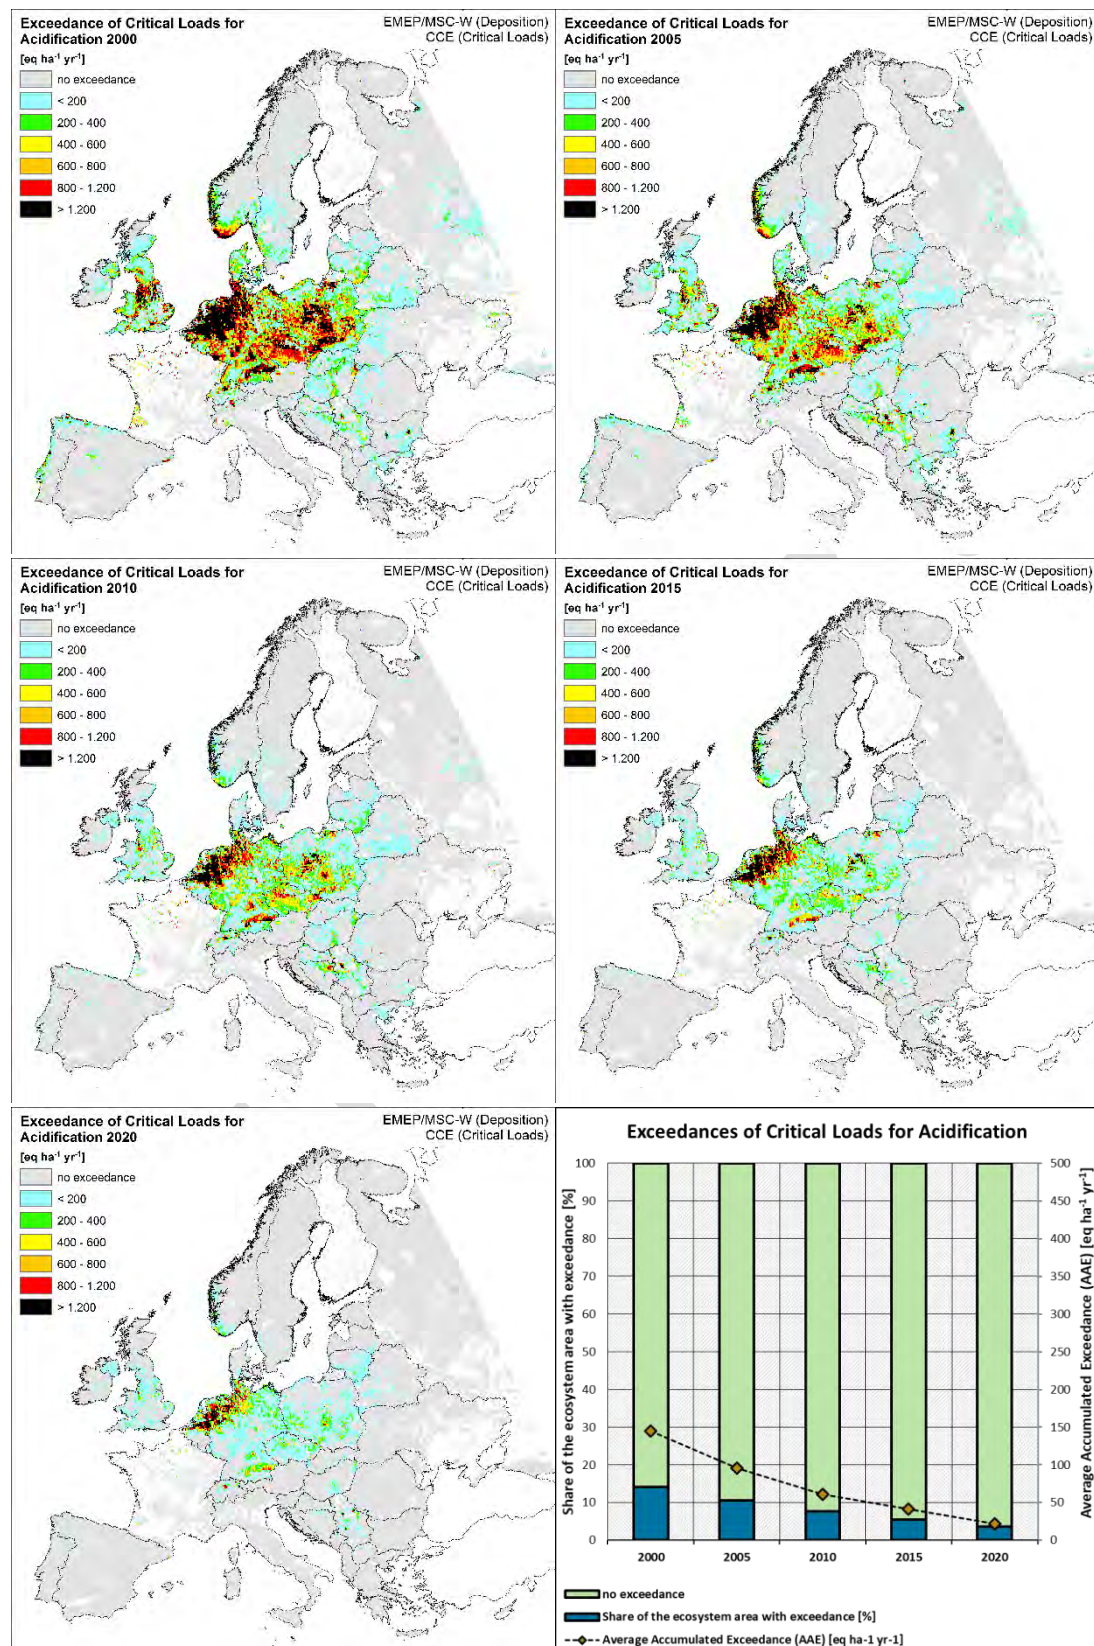 Exceedance of Critical Loads for
Acidification 2000
EMEP/MSC-W (Deposition)
CCE (Critical Loads)
[eq ha-1 yr-1]
no exceedance
< 200
200 - 400
400 - 600
600 - 800
800 - 1.200
> 1.200
Exceedance of Critical Loads for
Acidification 2005
EMEP/MSC-W (Deposition)
CCE (Critical Loads)
[eq ha-1 yr-1]
no exceedance
< 200
200 - 400
400 - 600
600 - 800
800 - 1.200
> 1.200
Exceedance of Critical Loads for
Acidification 2010
EMEP/MSC-W (Deposition)
CCE (Critical Loads)
[eq ha-1 yr-1]
no exceedance
< 200
200 - 400
400 - 600
600 - 800
800 - 1.200
> 1.200
Exceedance of Critical Loads for
Acidification 2015
EMEP/MSC-W (Deposition)
CCE (Critical Loads)
[eq ha-1 yr-1]
no exceedance
< 200
200 - 400
400 - 600
600 - 800
800 - 1.200
> 1.200
Exceedance of Critical Loads for
Acidification 2020
EMEP/MSC-W (Deposition)
CCE (Critical Loads)
[eq ha-1 yr-1]
no exceedance
< 200
200 - 400
400 - 600
600 - 800
800 - 1.200
> 1.200
Exceedances of Critical Loads for Acidification
Share of the ecosystem area with exceedance [%]
100
90
80
70
60
50
40
30
20
10
0
500
450
400
350
300
250
200
150
100
50
0
Average Accumulated Exceedance (AAE) [eq ha-1 yr-1]
2000
2005
2010
2015
2020
no exceedance
Share of the ecosystem area with exceedance [%]
Average Accumulated Exceedance (AAE) [eq ha-1 yr-1]